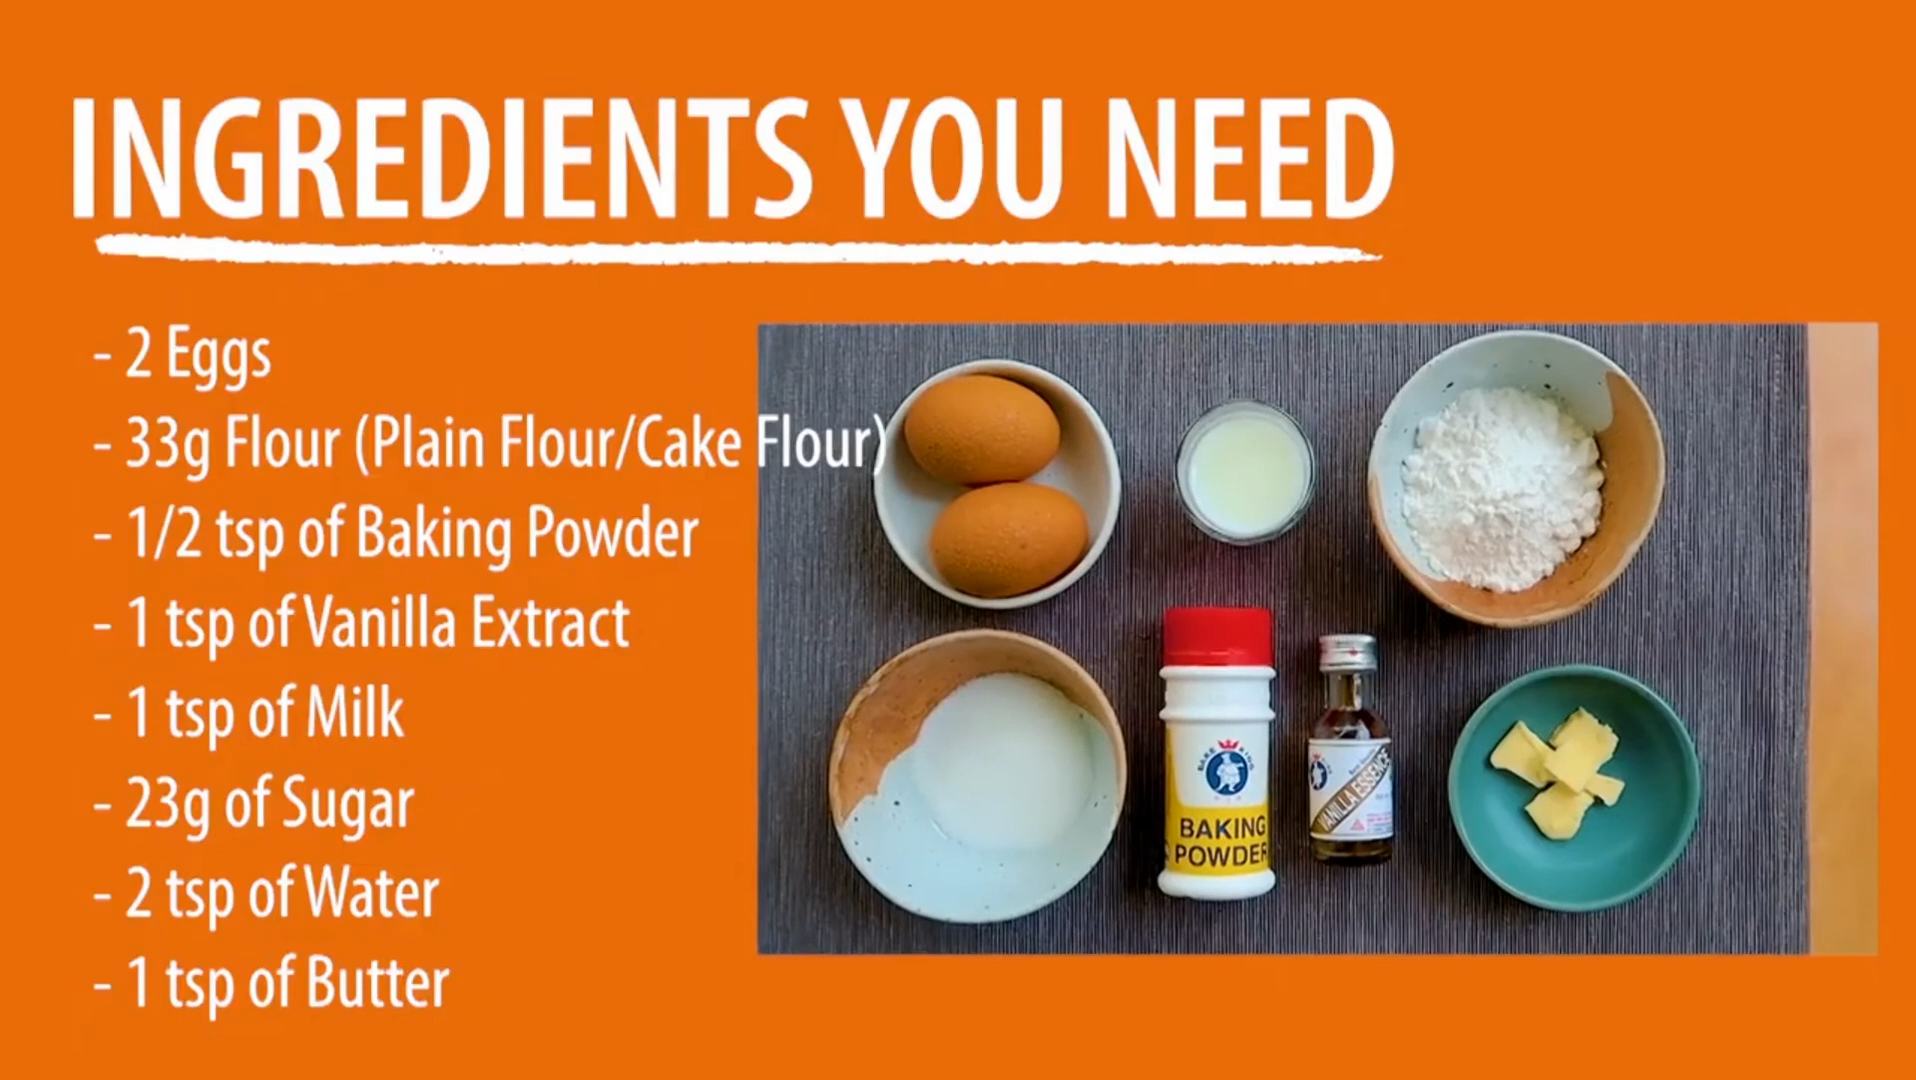 INGREDIENTS YOU NEED
- 2 Eggs
- 33g Flour (Plain Flour/Cake Flour)
- 1/2 tsp of Baking Powder
- 1 tsp of Vanilla Extract
- 1 tsp of Milk
- 23g of Sugar
- 2 tsp of Water
- 1 tsp of Butter
BAKE KING
BAKING
POWDER
VANILLA ESSENCE